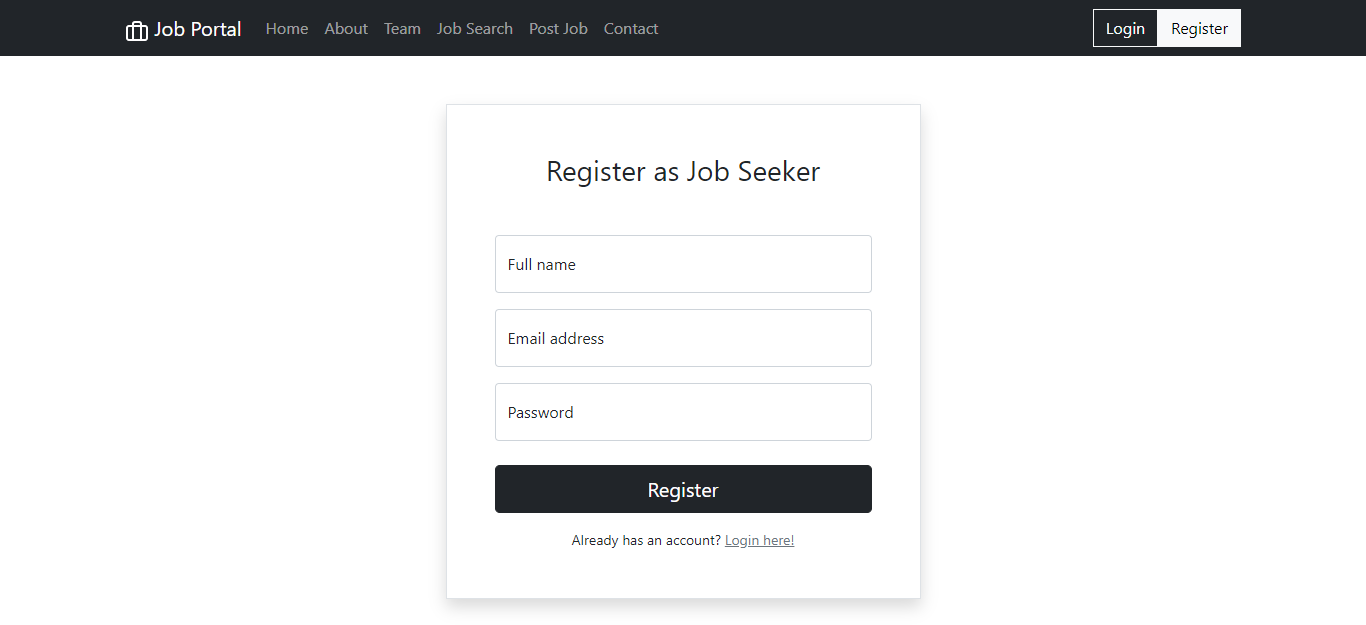 Job Portal Home About Team Job Search Post Job Contact Login Register
Register as Job Seeker
Full name
Email address
Password
Register
Already has an account? Login here!